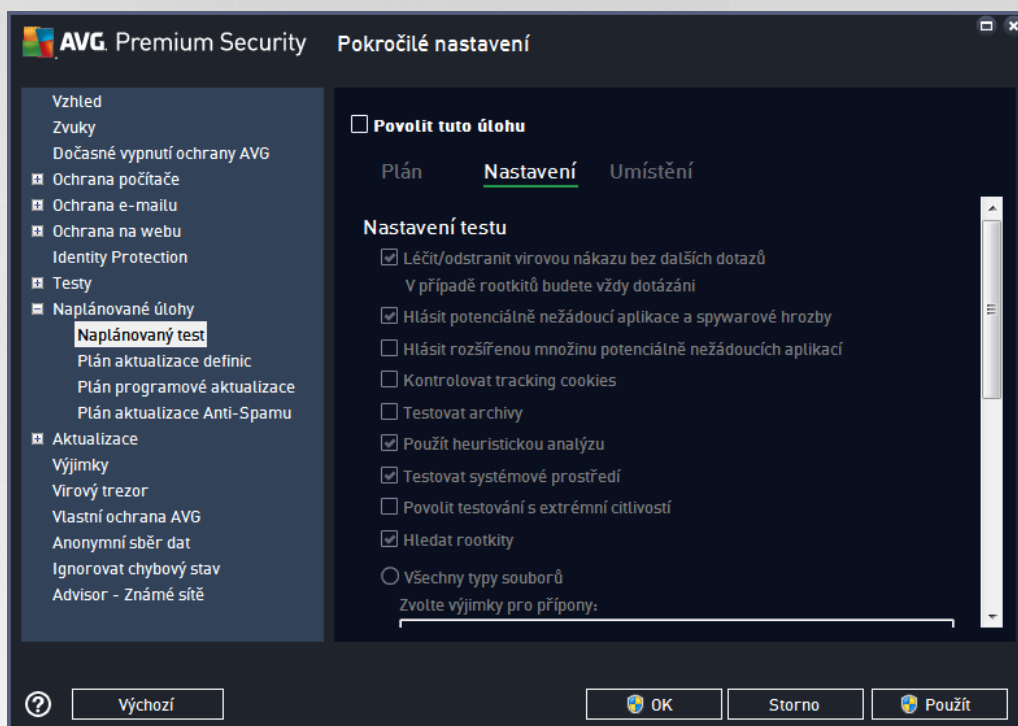 AVG. Premium Security
Pokročilé nastavení
Vzhled
Zvuky
Dočasné vypnutí ochrany AVG
Ochrana počítače
Ochrana e-mailu
Ochrana na webu
Identity Protection
Testy
Naplánované úlohy
Naplánovaný test
Plán aktualizace definic
Plán programové aktualizace
Plán aktualizace Anti-Spamu
Aktualizace
Výjimky
Virový trezor
Vlastní ochrana AVG
Anonymní sběr dat
Ignorovat chybový stav
Advisor - Známé sítě
Povolit tuto úlohu
Plán Nastavení Umístění
Nastavení testu
Léčit/odstranit virovou nákazu bez dalších dotazů
V případě rootkitů budete vždy dotázáni
Hlásit potenciálně nežádoucí aplikace a spywarové hrozby
Hlásit rozšířenou množinu potenciálně nežádoucích aplikací
Kontrolovat tracking cookies
Testovat archivy
Použít heuristickou analýzu
Testovat systémové prostředí
Povolit testování s extrémní citlivostí
Hledat rootkity
Všechny typy souborů
Zvolte výjimky pro přípony:
? Výchozí OK Storno Použít